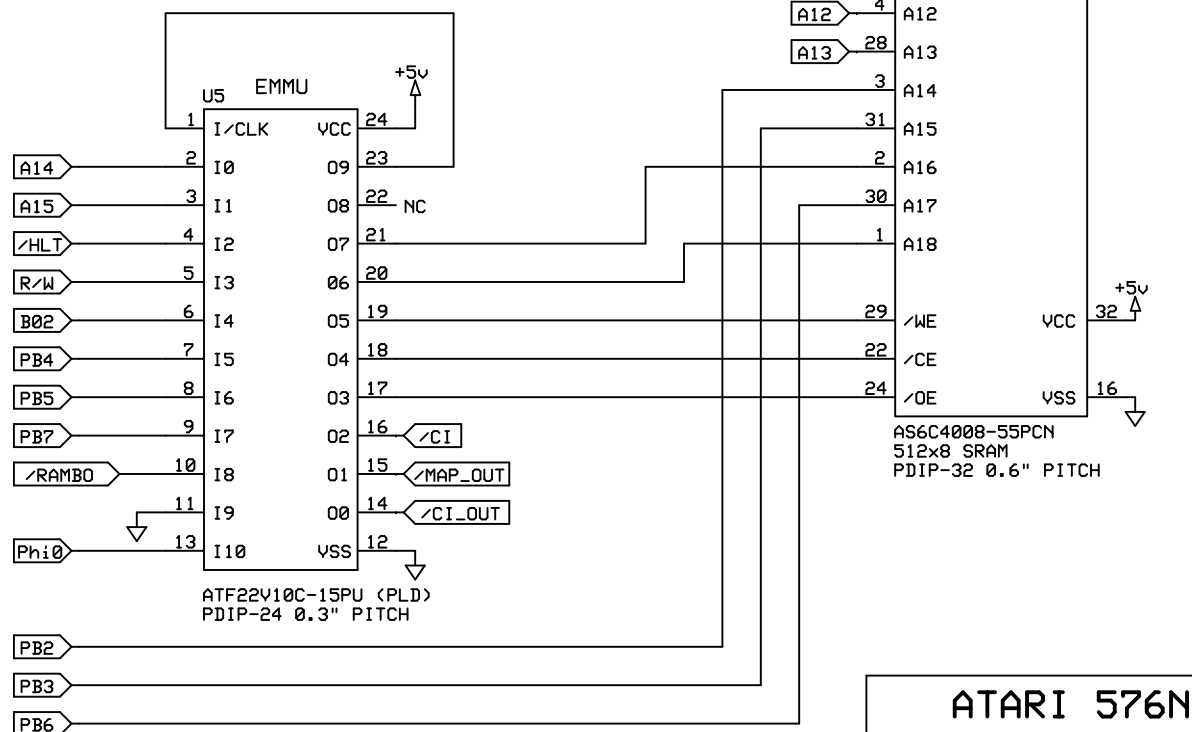 A12 4 A12
A13 28 A13
3 A14
31 A15
2 A16
30 A17
1 A18
29 /WE
22 /CE
24 /OE
+5v
VCC 32
VSS 16
AS6C4008-55PCN
512x8 SRAM
PDIP-32 0.6" PITCH
U5 EMMU
+5v
1 I/CLK VCC 24
A14 2 I0 O9 23
A15 3 I1 O8 22 NC
/HLT 4 I2 O7 21
R/W 5 I3 06 20
B02 6 I4 O5 19
PB4 7 I5 O4 18
PB5 8 I6 O3 17
PB7 9 I7 O2 16 /CI
/RAMBO 10 I8 O1 15 /MAP_OUT
11 I9 O0 14 /CI_OUT
Phi0 13 I10 VSS 12
ATF22V10C-15PU (PLD)
PDIP-24 0.3" PITCH
PB2
PB3
PB6
ATARI 576N